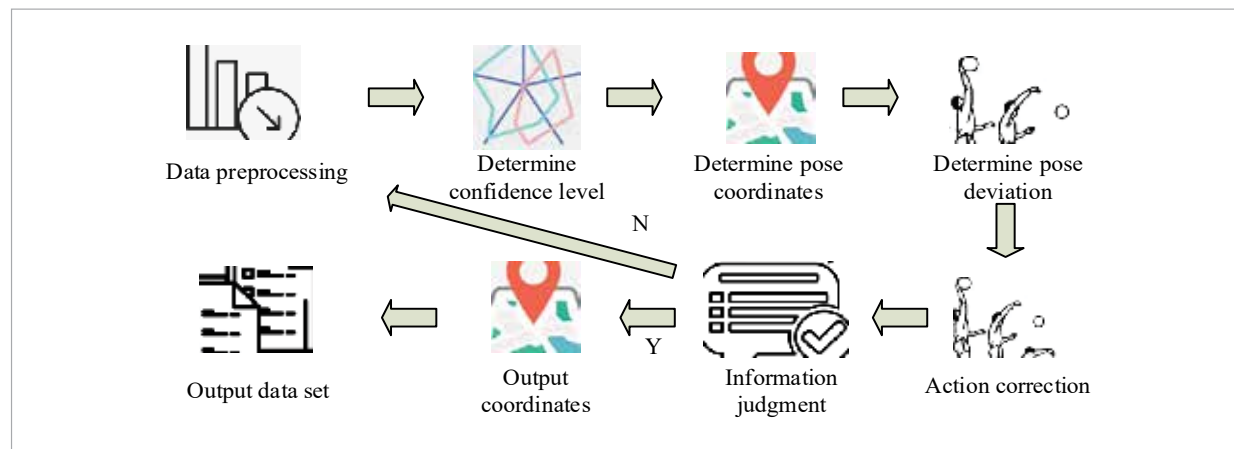 Data preprocessing
Determine
confidence level
Determine pose
coordinates
Determine pose
deviation
N
Y
Output data set
Output
coordinates
Information
judgment
Action correction